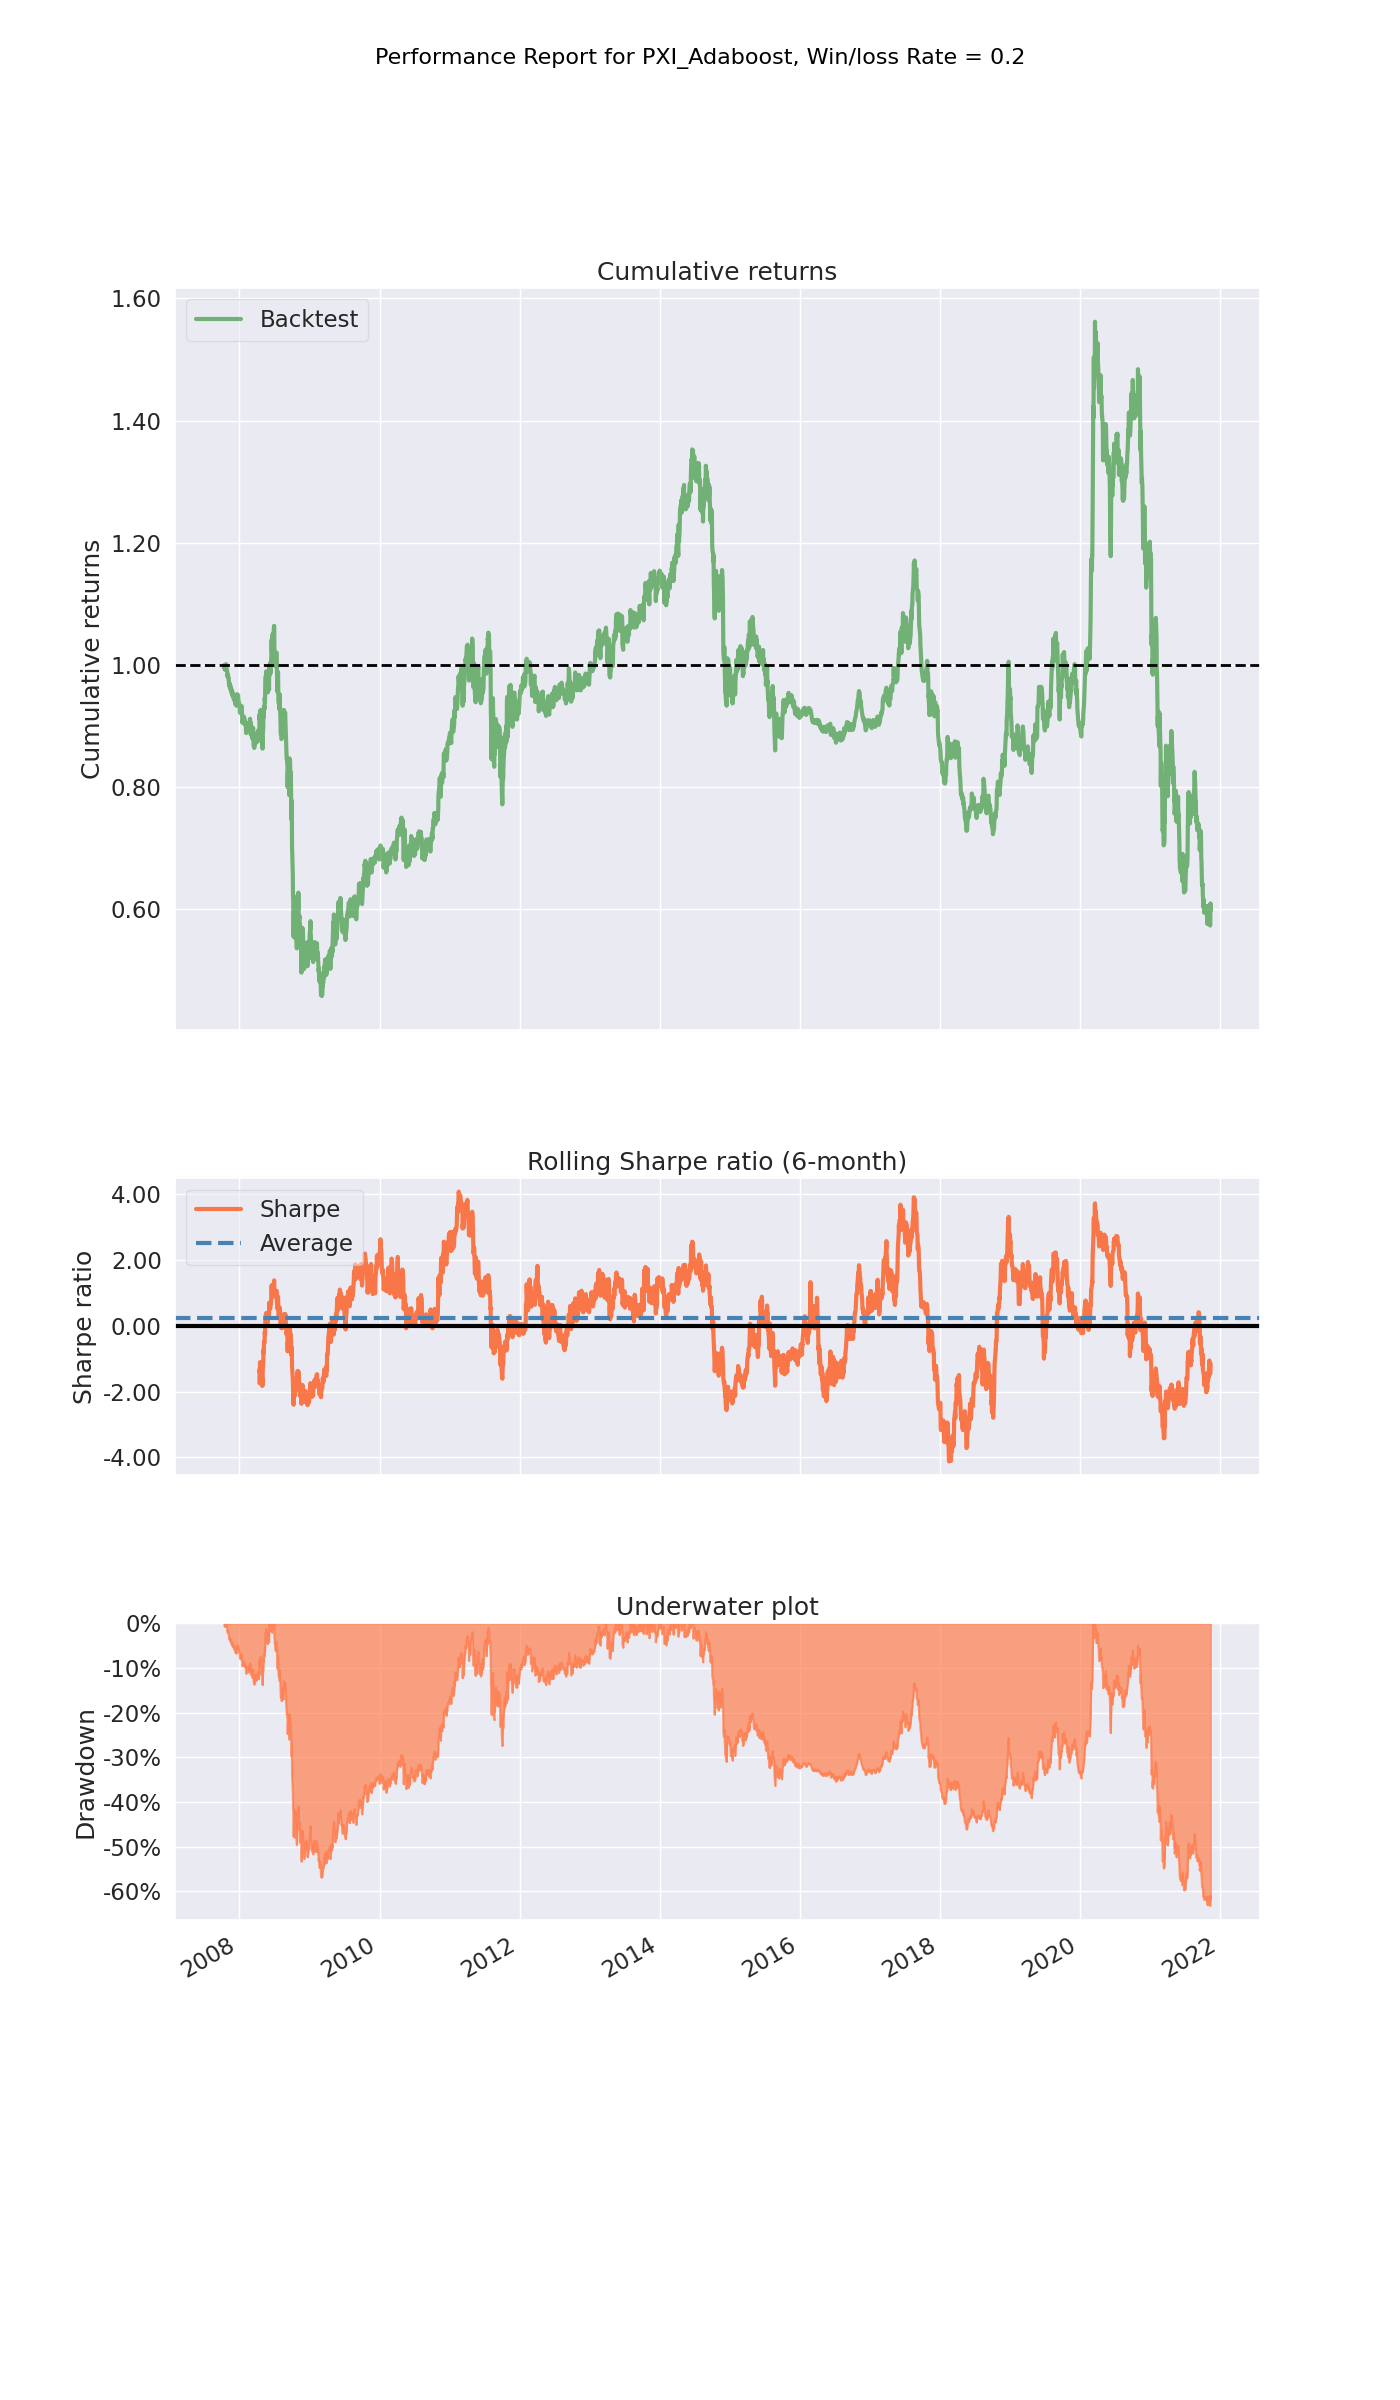 Performance Report for PXI_Adaboost, Win/loss Rate = 0.2
Cumulative returns
1.60
1.40
1.20
1.00
0.80
0.60
Cumulative returns
Backtest
Rolling Sharpe ratio (6-month)
4.00
2.00
0.00
-2.00
-4.00
Sharpe ratio
Sharpe
Average
Underwater plot
0%
-10%
-20%
-30%
-40%
-50%
-60%
Drawdown
2008
2010
2012
2014
2016
2018
2020
2022